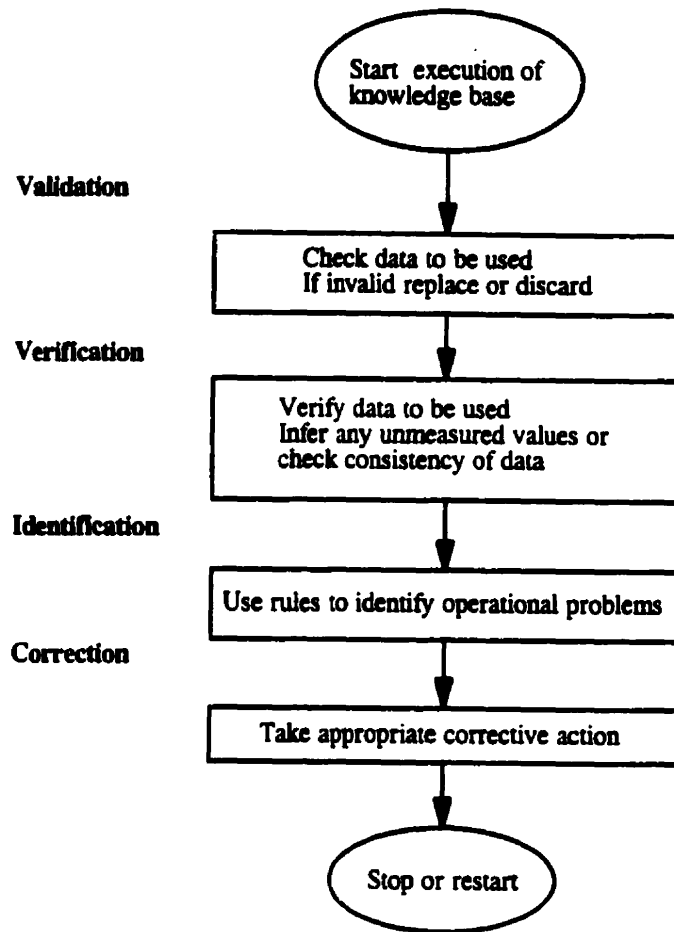 Start execution of
knowledge base
Validation
Check data to be used
If invalid replace or discard
Verification
Verify data to be used
Infer any unmeasured values or
check consistency of data
Identification
Use rules to identify operational problems
Correction
Take appropriate corrective action
Stop or restart